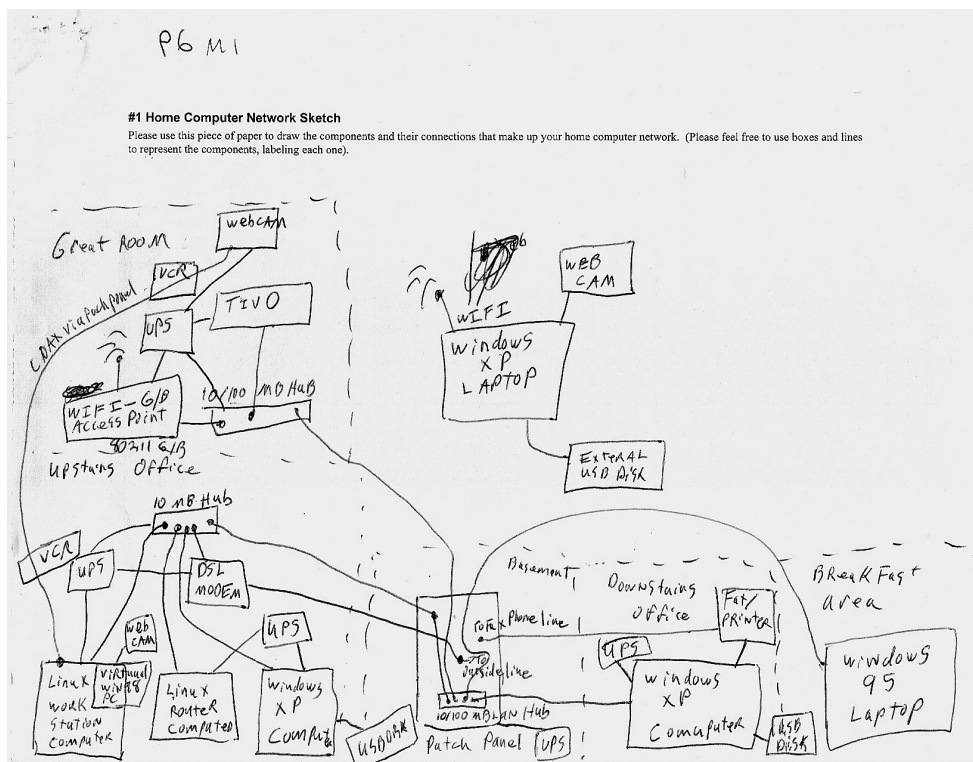 P6 M1
#1 Home Computer Network Sketch
Please use this piece of paper to draw the components and their connections that make up your home computer network. (Please feel free to use boxes and lines
to represent the components, labeling each one).
Great Room
webCAM
VCR
TIVO
UPS
COAX via patch panel
10/100 MB HuB
WIFI-G/B
Access Point
80211 G/B
WIFI
WEB
CAM
Windows
XP
LAPTOP
ExteRAL
USB Disk
Upstairs Office
10 MB Hub
VCR
UPS
DSL
MODEM
web
CAM
UPS
Linux
work
station
computer
virtual
win98
PC
Linux
Router
Computer
Windows
XP
Computer
USB Disk
Basement
to Fax Phone line
To
outside line
10/100 mB LAN Hub
Patch Panel
UPS
Downstairs
Office
Fax/
PRINTER
UPS
windows
XP
Comauter
USB
DISK
BReakFast
area
windows
95
Laptop